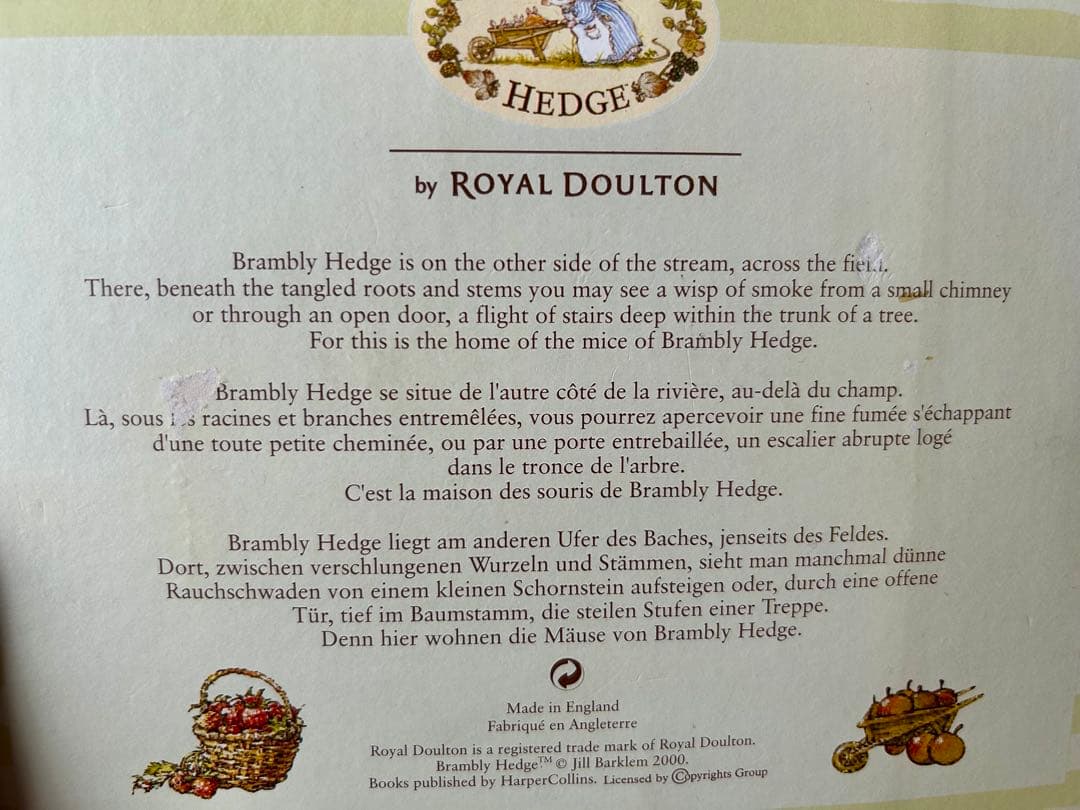 HEDGE™
by ROYAL DOULTON
Brambly Hedge is on the other side of the stream, across the
There, beneath the tangled roots and stems you may see a wisp of smoke from a small chimney
or through an open door, a flight of stairs deep within the trunk of a tree.
For this is the home of the mice of Brambly Hedge.
Brambly Hedge se situe de l'autre côté de la rivière, au-delà du champ.
Là, sous racines et branches entremêlées, vous pourrez apercevoir une fine fumée s'échappant
d'une toute petite cheminée, ou par une porte entrebaillée, un escalier abrupte logé
dans le tronce de l'arbre.
C'est la maison des souris de Brambly Hedge.
Brambly Hedge liegt am anderen Ufer des Baches, jenseits des Feldes.
Dort, zwischen verschlungenen Wurzeln und Stämmen, sieht man manchmal dünne
Rauchschwaden von einem kleinen Schornstein aufsteigen oder, durch eine offene
Tür, tief im Baumstamm, die steilen Stufen einer Treppe.
Denn hier wohnen die Mäuse von Brambly Hedge.
Made in England
Fabriqué en Angleterre
Royal Doulton is a registered trade mark of Royal Doulton.
Brambly Hedge™ © Jill Barklem 2000.
Books published by HarperCollins. Licensed by ©opyrights Group